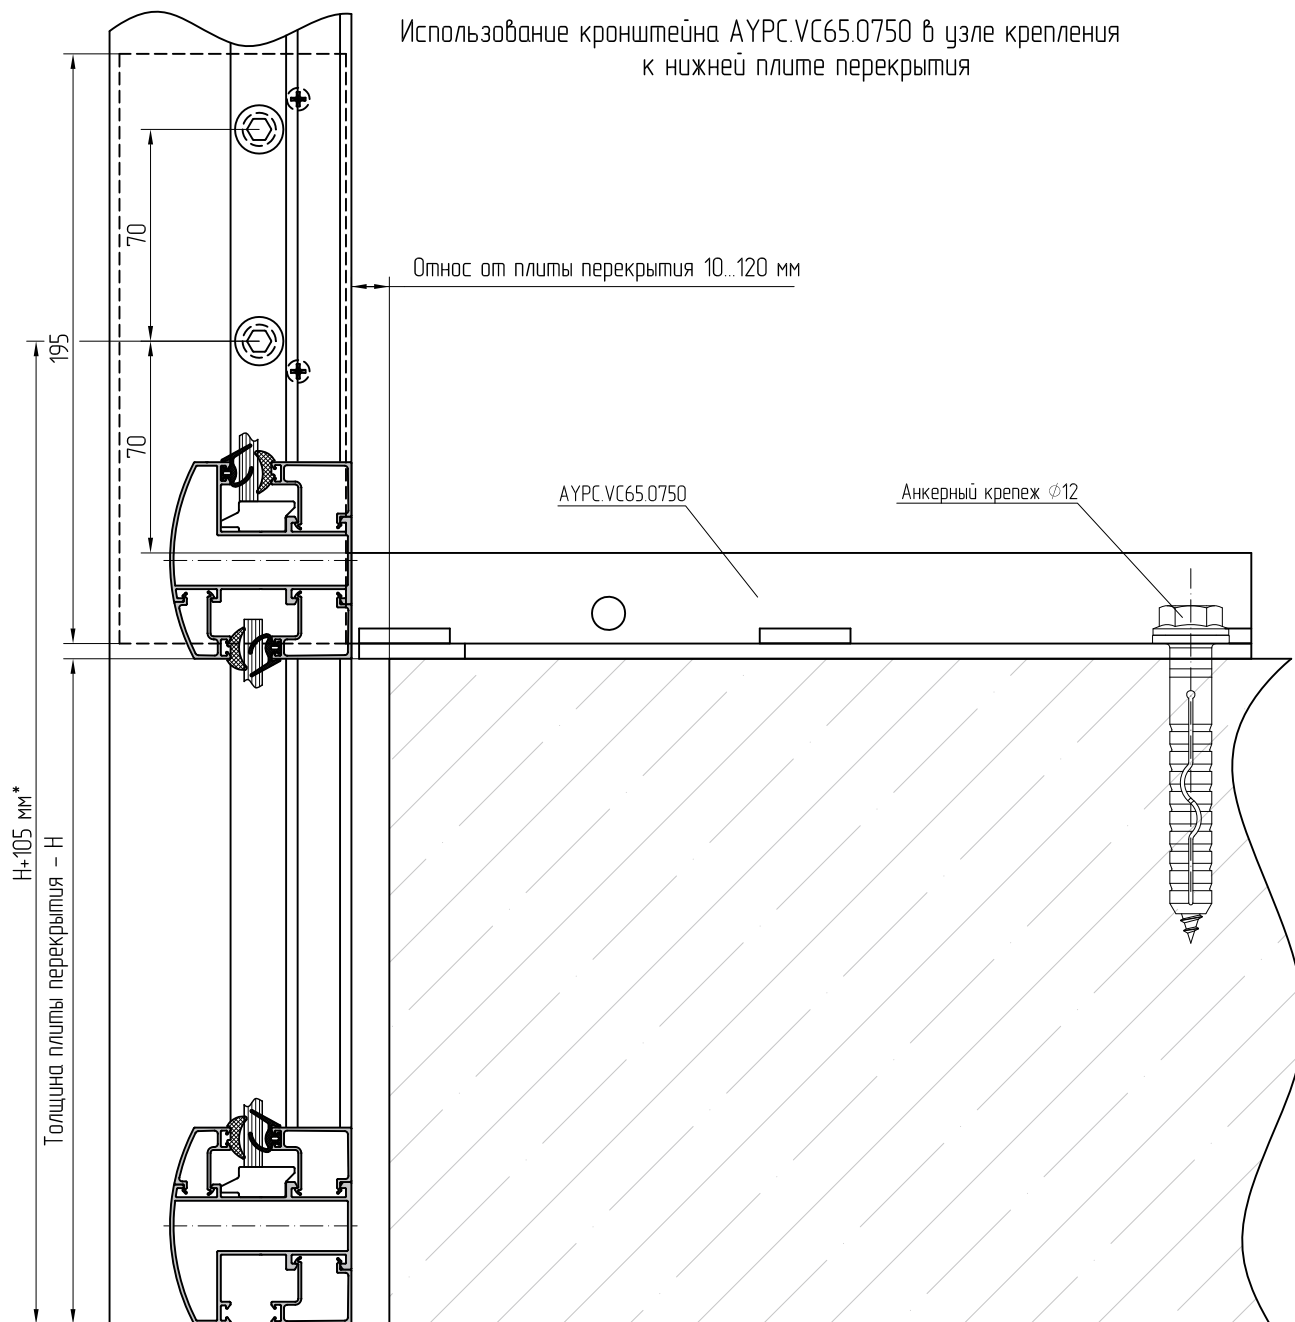 Использование кронштейна AYPC.VC65.0750 в узле крепления
к нижней плите перекрытия
70
Относ от плиты перекрытия 10...120 мм
195
70
AYPC.VC65.0750
Анкерный крепеж ∅12
H+105 мм*
Толщина плиты перекрытия - H